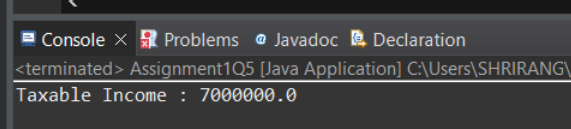 Console × Problems @ Javadoc Declaration
<terminated> Assignment1Q5 [Java Application] C:\Users\SHRIRANG\
Taxable Income : 7000000.0